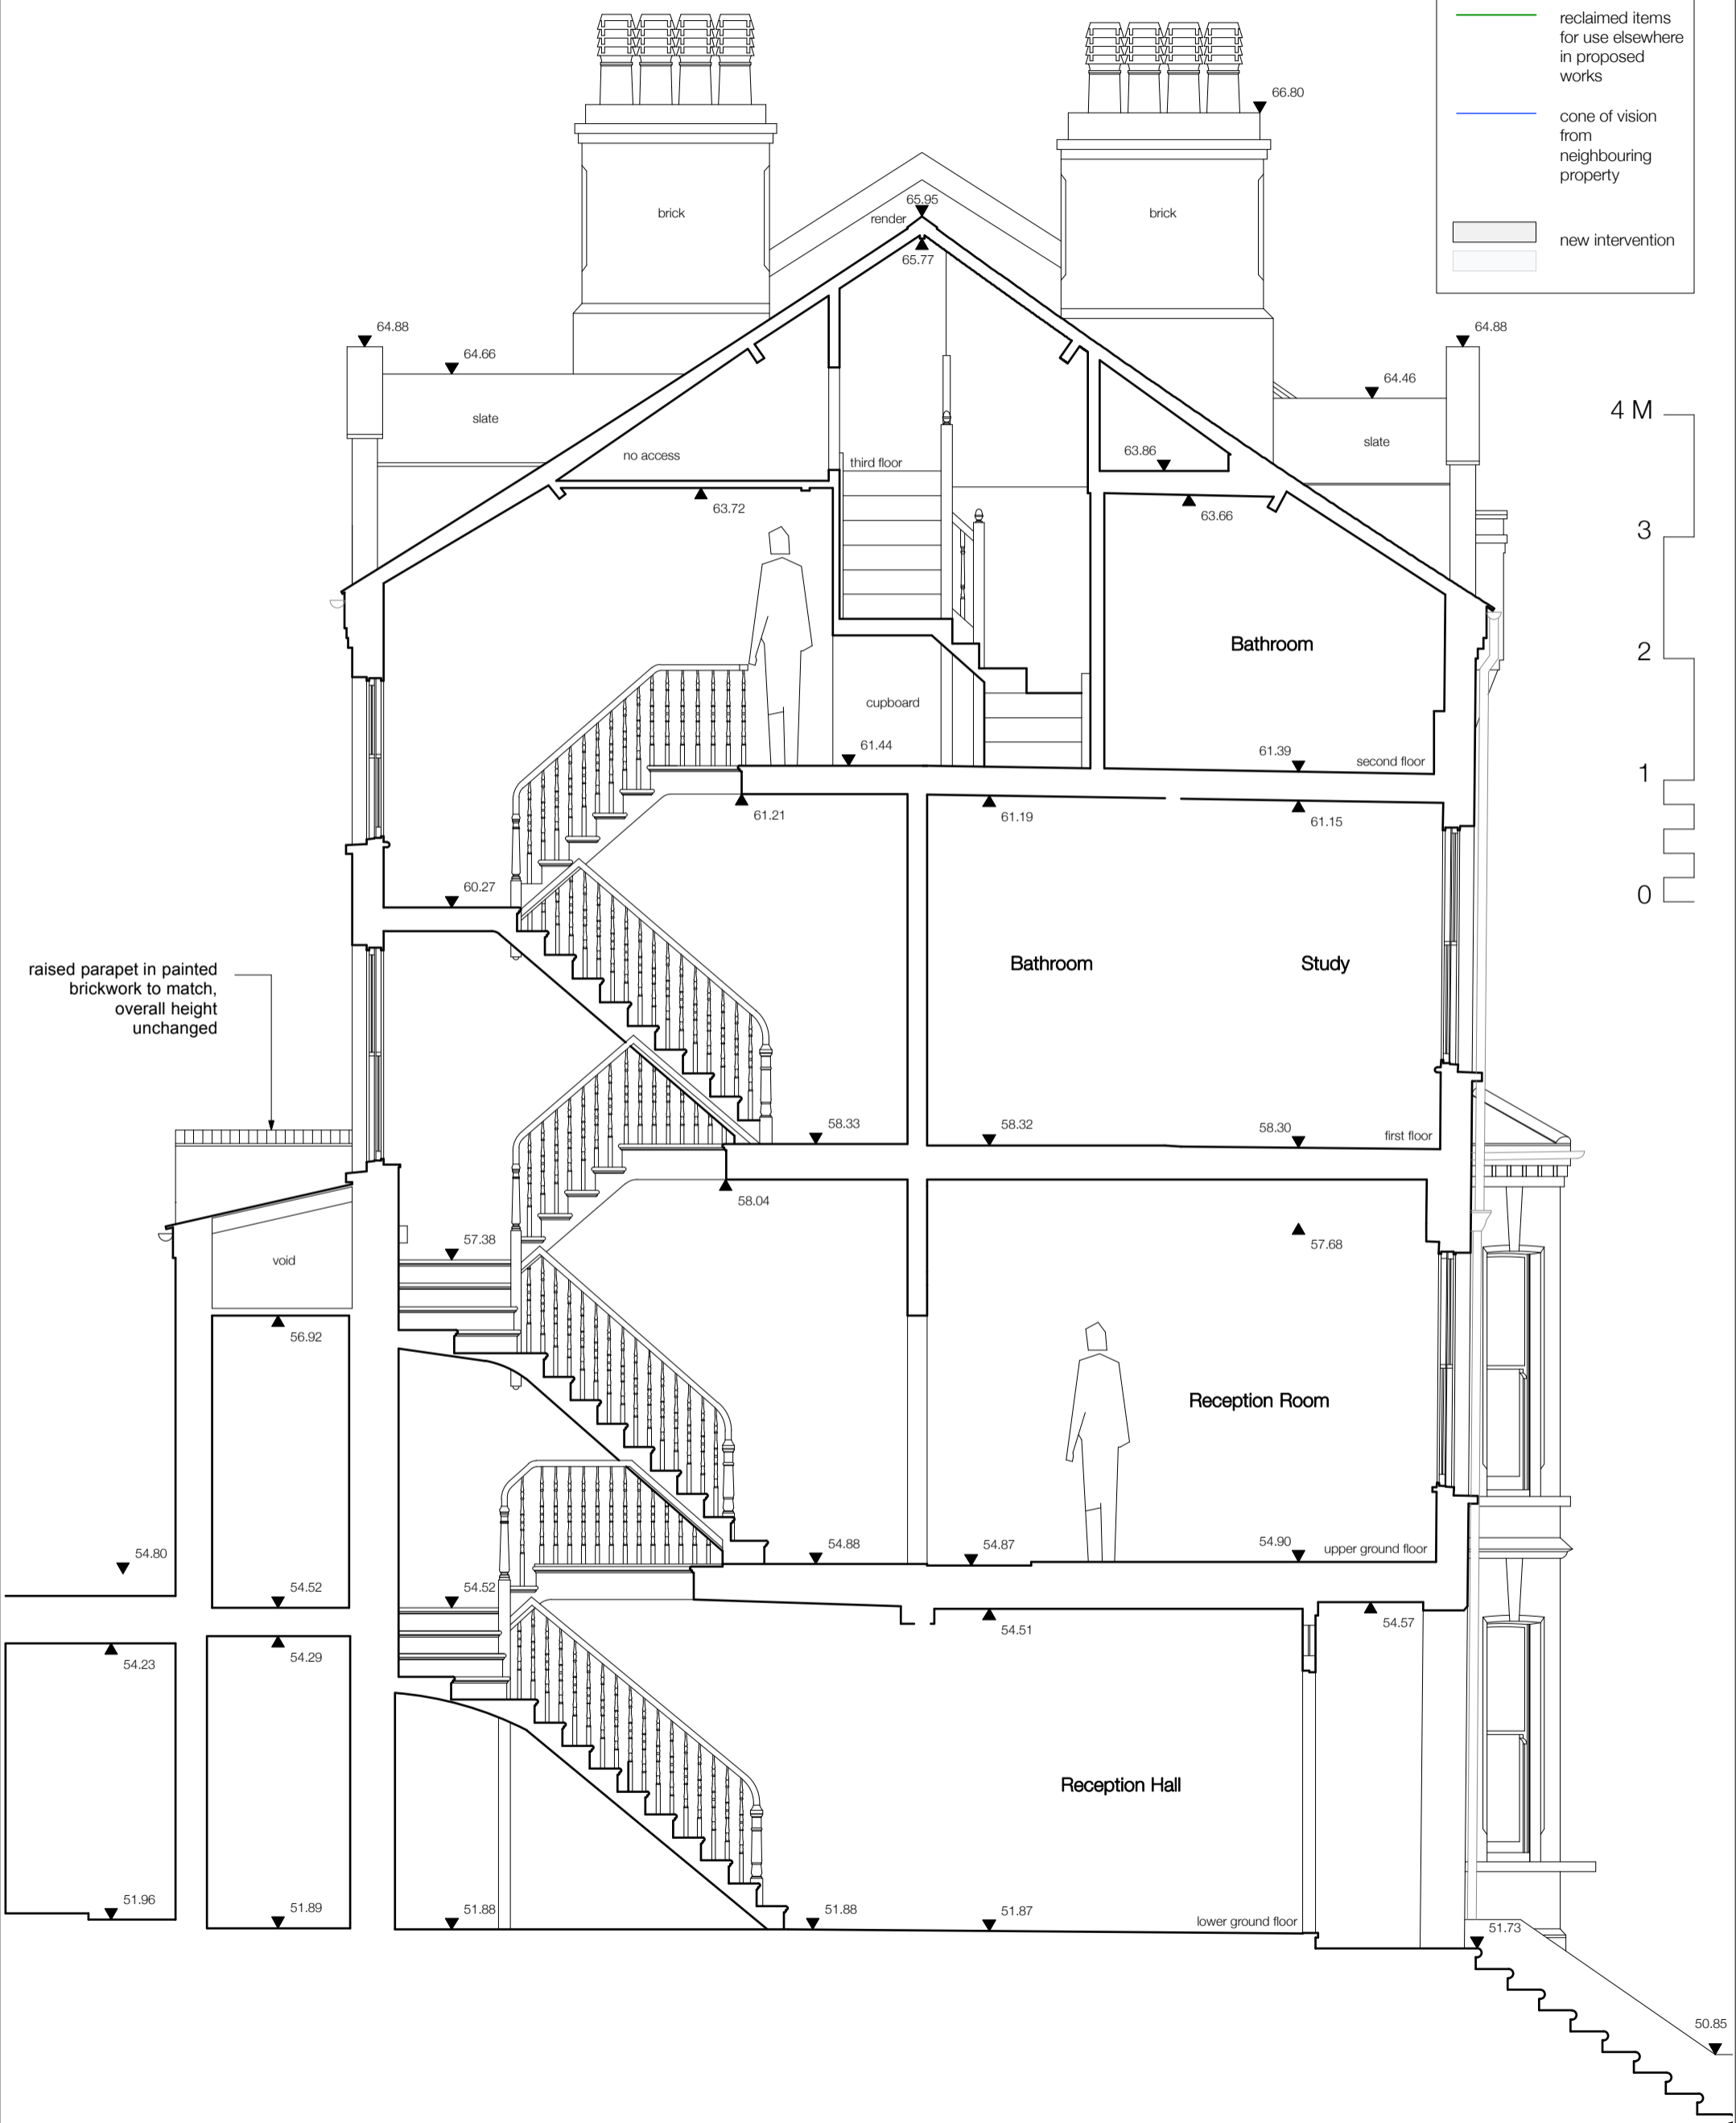 reclaimed items
for use elsewhere
in proposed
works
66.80
cone of vision
from
neighbouring
property
65.95
brick
render
brick
new intervention
65.77
64.88
64.88
64.66
64.46
4 M
slate
slate
no access
third floor
63.86
63.72
63.66
3
Bathroom
2
cupboard
61.44
61.39
second floor
1
61.21
61.19
61.15
60.27
0
raised parapet in painted
brickwork to match,
overall height
unchanged
Bathroom
Study
58.33
58.32
58.30
first floor
58.04
57.38
57.68
void
56.92
Reception Room
54.80
54.88
54.87
54.90
upper ground floor
54.52
54.52
54.51
54.57
54.23
54.29
Reception Hall
51.96
51.89
51.88
51.88
51.87
lower ground floor
51.73
50.85